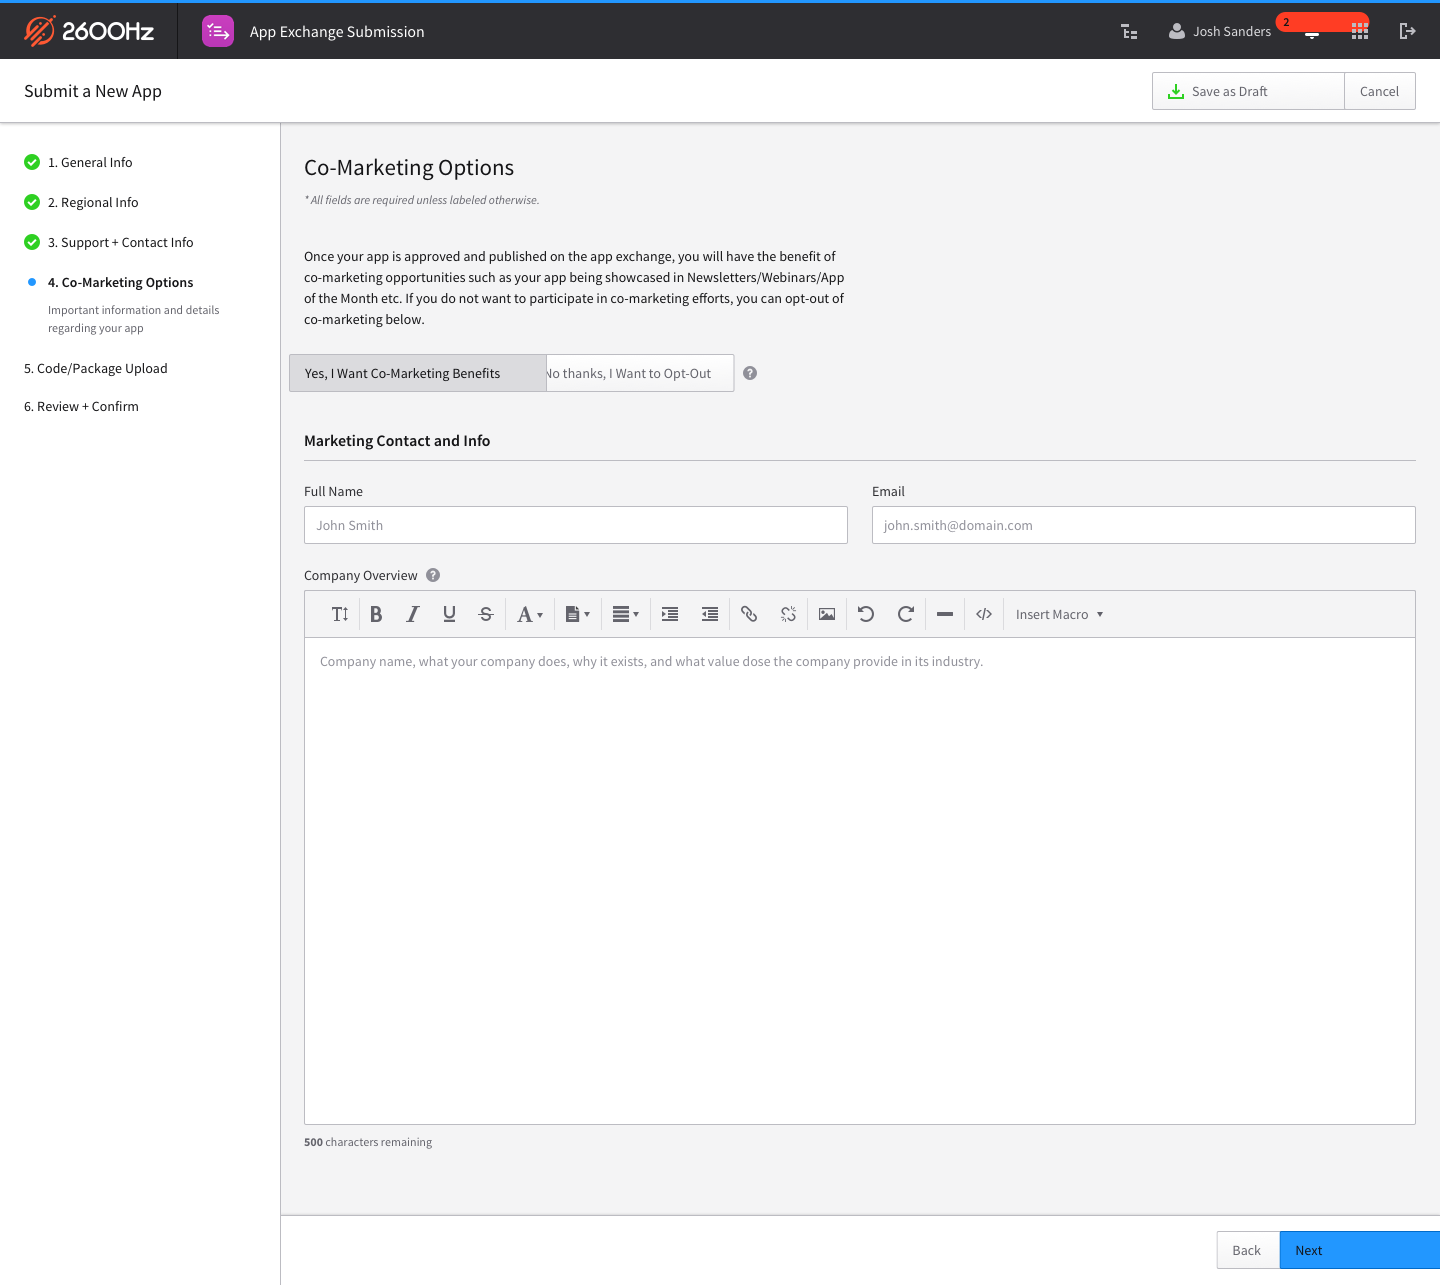 2600Hz
App Exchange Submission
Josh Sanders
2
Submit a New App
Save as Draft
Cancel
1. General Info
2. Regional Info
3. Support + Contact Info
4. Co-Marketing Options
Important information and details
regarding your app
5. Code/Package Upload
6. Review + Confirm
Co-Marketing Options
* All fields are required unless labeled otherwise.
Once your app is approved and published on the app exchange, you will have the benefit of
co-marketing opportunities such as your app being showcased in Newsletters/Webinars/App
of the Month etc. If you do not want to participate in co-marketing efforts, you can opt-out of
co-marketing below.
Yes, I Want Co-Marketing Benefits
No thanks, I Want to Opt-Out
Marketing Contact and Info
Full Name
Email
John Smith
john.smith@domain.com
Company Overview
Insert Macro
Company name, what your company does, why it exists, and what value dose the company provide in its industry.
500 characters remaining
Back
Next